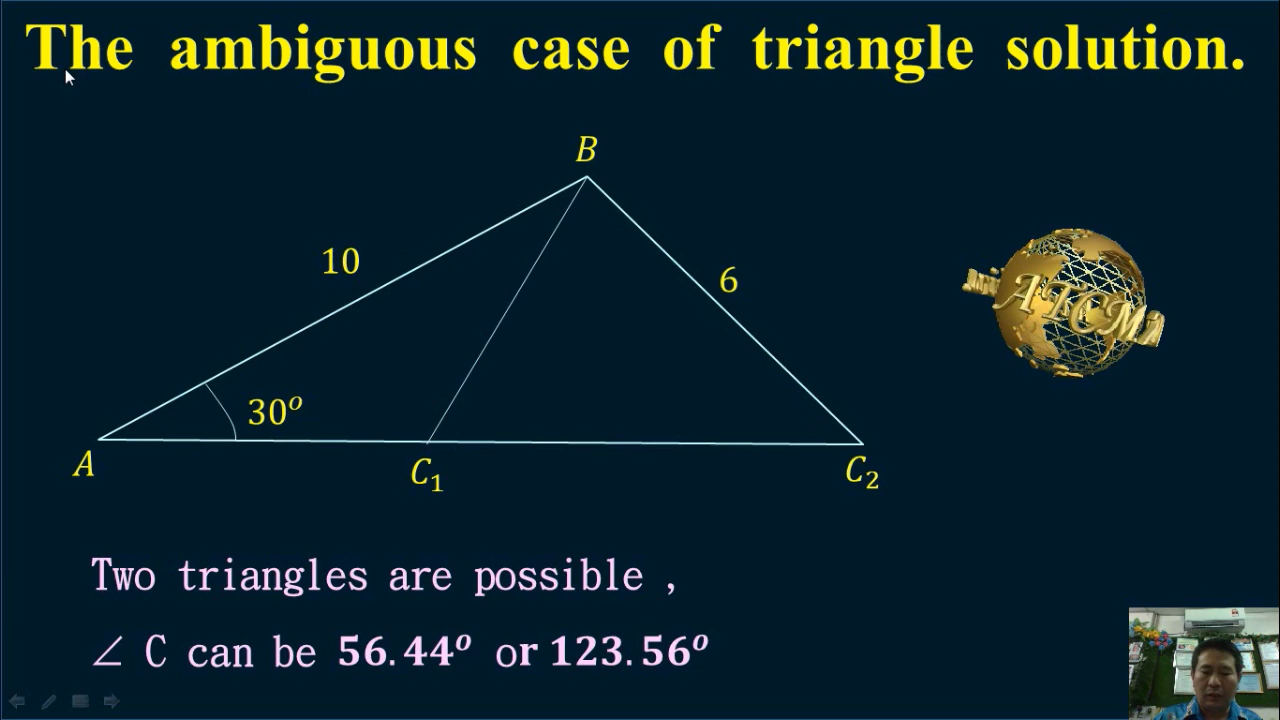 The ambiguous case of triangle solution.
B
10
6
ATCMA
30°
A
C₁
C₂
Two triangles are possible ,
∠ C can be 56.44° or 123.56°